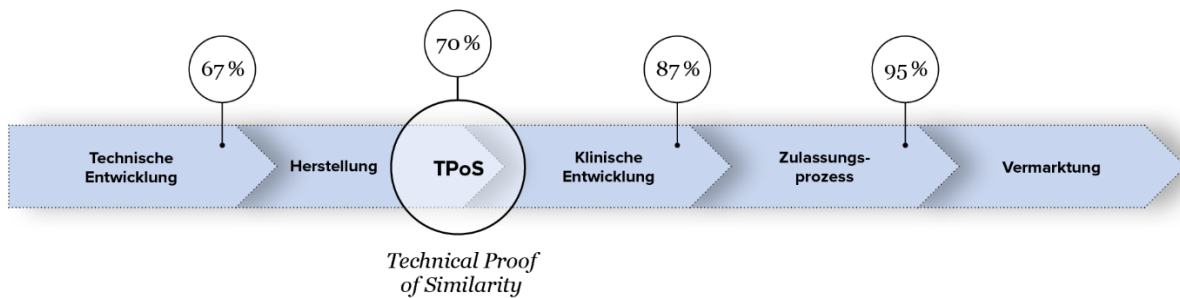 67 %
70 %
87 %
95 %
Technische
Entwicklung
Herstellung
TPoS
Klinische
Entwicklung
Zulassungs-
prozess
Vermarktung
Technical Proof
of Similarity